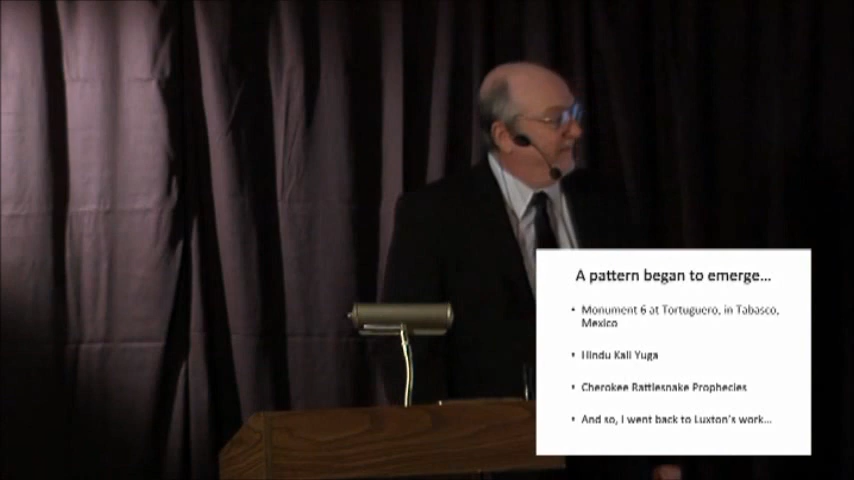 A pattern began to emerge...
• Monument 6 at Tortuguero, in Tabasco,
Mexico
• Hindu Kali Yuga
• Cherokee Rattlesnake Prophecies
• And so, I went back to Luxton's work...